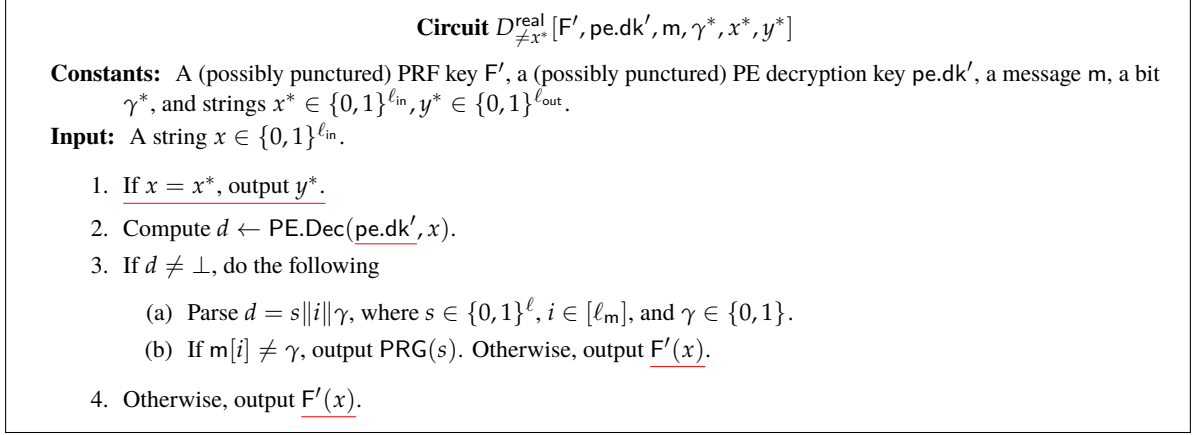 Circuit D^{real}_{≠x*}[F′, pe.dk′, m, γ*, x*, y*]
Constants: A (possibly punctured) PRF key F′, a (possibly punctured) PE decryption key pe.dk′, a message m, a bit
γ*, and strings x* ∈ {0, 1}^{ℓ_in}, y* ∈ {0, 1}^{ℓ_out}.
Input: A string x ∈ {0, 1}^{ℓ_in}.
1. If x = x*, output y*.
2. Compute d ← PE.Dec(pe.dk′, x).
3. If d ≠ ⊥, do the following
(a) Parse d = s∥i∥γ, where s ∈ {0, 1}^ℓ, i ∈ [ℓ_m], and γ ∈ {0, 1}.
(b) If m[i] ≠ γ, output PRG(s). Otherwise, output F′(x).
4. Otherwise, output F′(x).